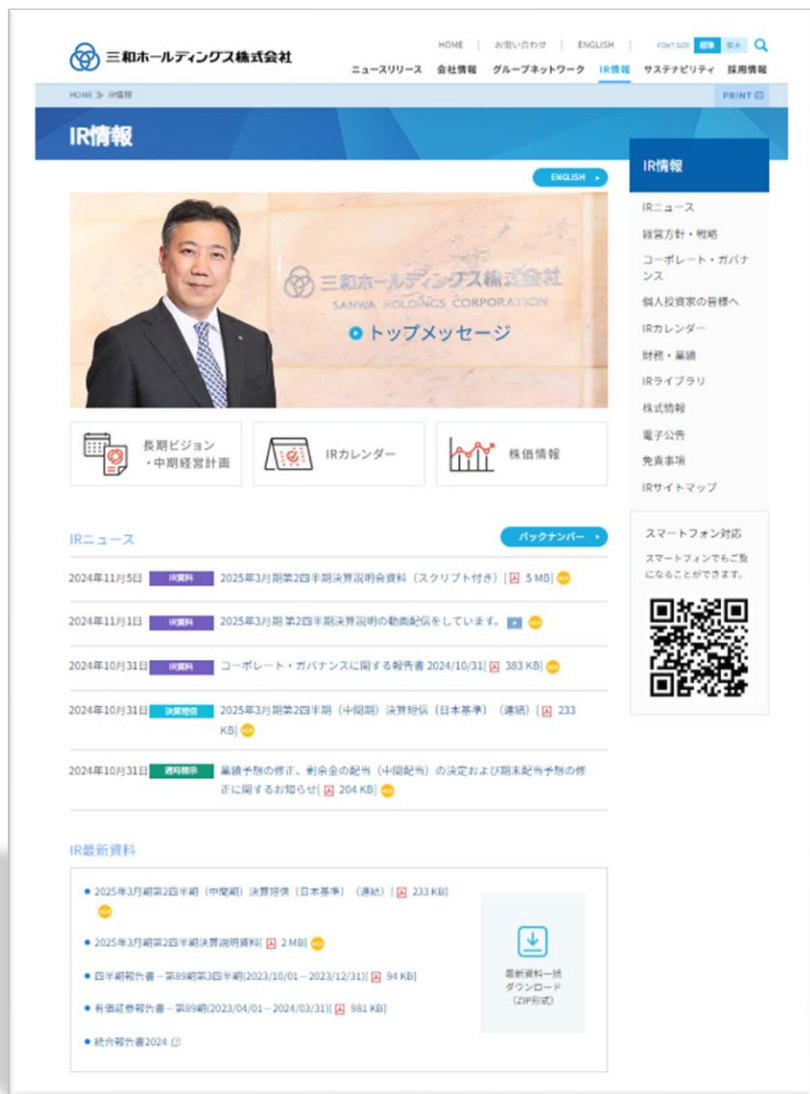 三和ホールディングス株式会社
HOME | お問い合わせ | ENGLISH | FONT SIZE 標準 拡大
ニュースリリース 会社情報 グループネットワーク IR情報 サステナビリティ 採用情報
HOME IR情報
PRINT
IR情報
ENGLISH
三和ホールディングス株式会社
SANWA HOLDINGS CORPORATION
トップメッセージ
長期ビジョン
・中期経営計画
IRカレンダー
株価情報
IRニュース
バックナンバー
2024年11月5日 IR資料 2025年3月期第2四半期決算説明会資料（スクリプト付き）[ 5 MB]
2024年11月1日 IR資料 2025年3月期 第2四半期決算説明の動画配信をしています。
2024年10月31日 IR資料 コーポレート・ガバナンスに関する報告書 2024/10/31[ 383 KB]
2024年10月31日 決算短信 2025年3月期第2四半期（中間期）決算短信〔日本基準〕（連結）[ 233
KB]
2024年10月31日 適時開示 業績予想の修正、剰余金の配当（中間配当）の決定および期末配当予想の修
正に関するお知らせ[ 204 KB]
IR最新資料
2025年3月期第2四半期（中間期）決算短信〔日本基準〕（連結）[ 233 KB]
2025年3月期第2四半期決算説明資料[ 2 MB]
四半期報告書－第89期第3四半期(2023/10/01－2023/12/31)[ 94 KB]
有価証券報告書－第89期(2023/04/01－2024/03/31)[ 981 KB]
統合報告書2024
最新資料一括
ダウンロード
（ZIP形式）
IR情報
IRニュース
経営方針・戦略
コーポレート・ガバナ
ンス
個人投資家の皆様へ
IRカレンダー
財務・業績
IRライブラリ
株式情報
電子公告
免責事項
IRサイトマップ
スマートフォン対応
スマートフォンでもご覧
になることができます。